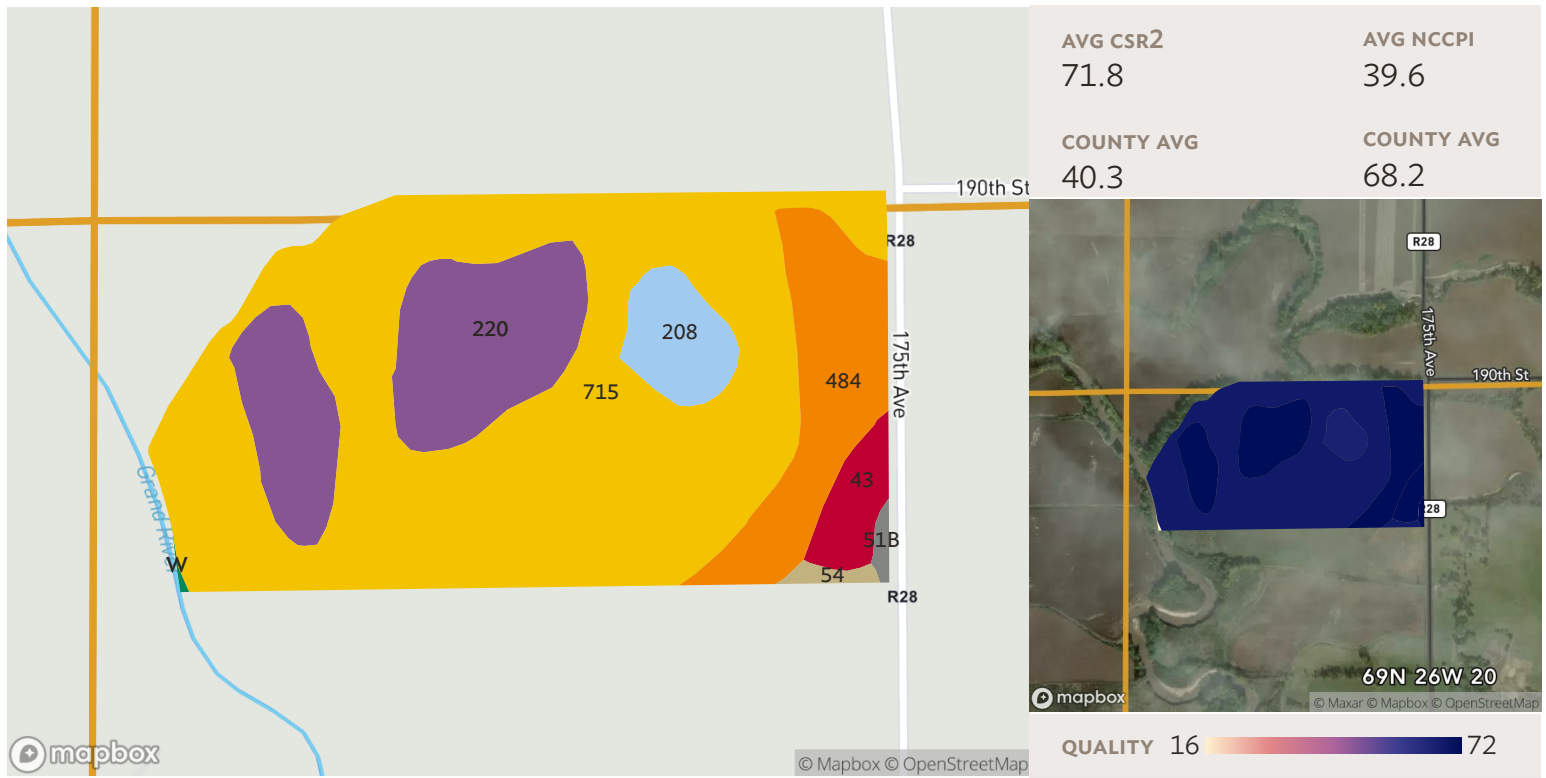 190th St
R28
220
208
715
484
175th Ave
43
51B
54
W
Grand River
R28
mapbox
© Mapbox © OpenStreetMap
AVG CSR2
71.8
AVG NCCPI
39.6
COUNTY AVG
40.3
COUNTY AVG
68.2
R28
175th Ave
190th St
R28
69N 26W 20
mapbox
© Maxar © Mapbox © OpenStreetMap
QUALITY 16 72